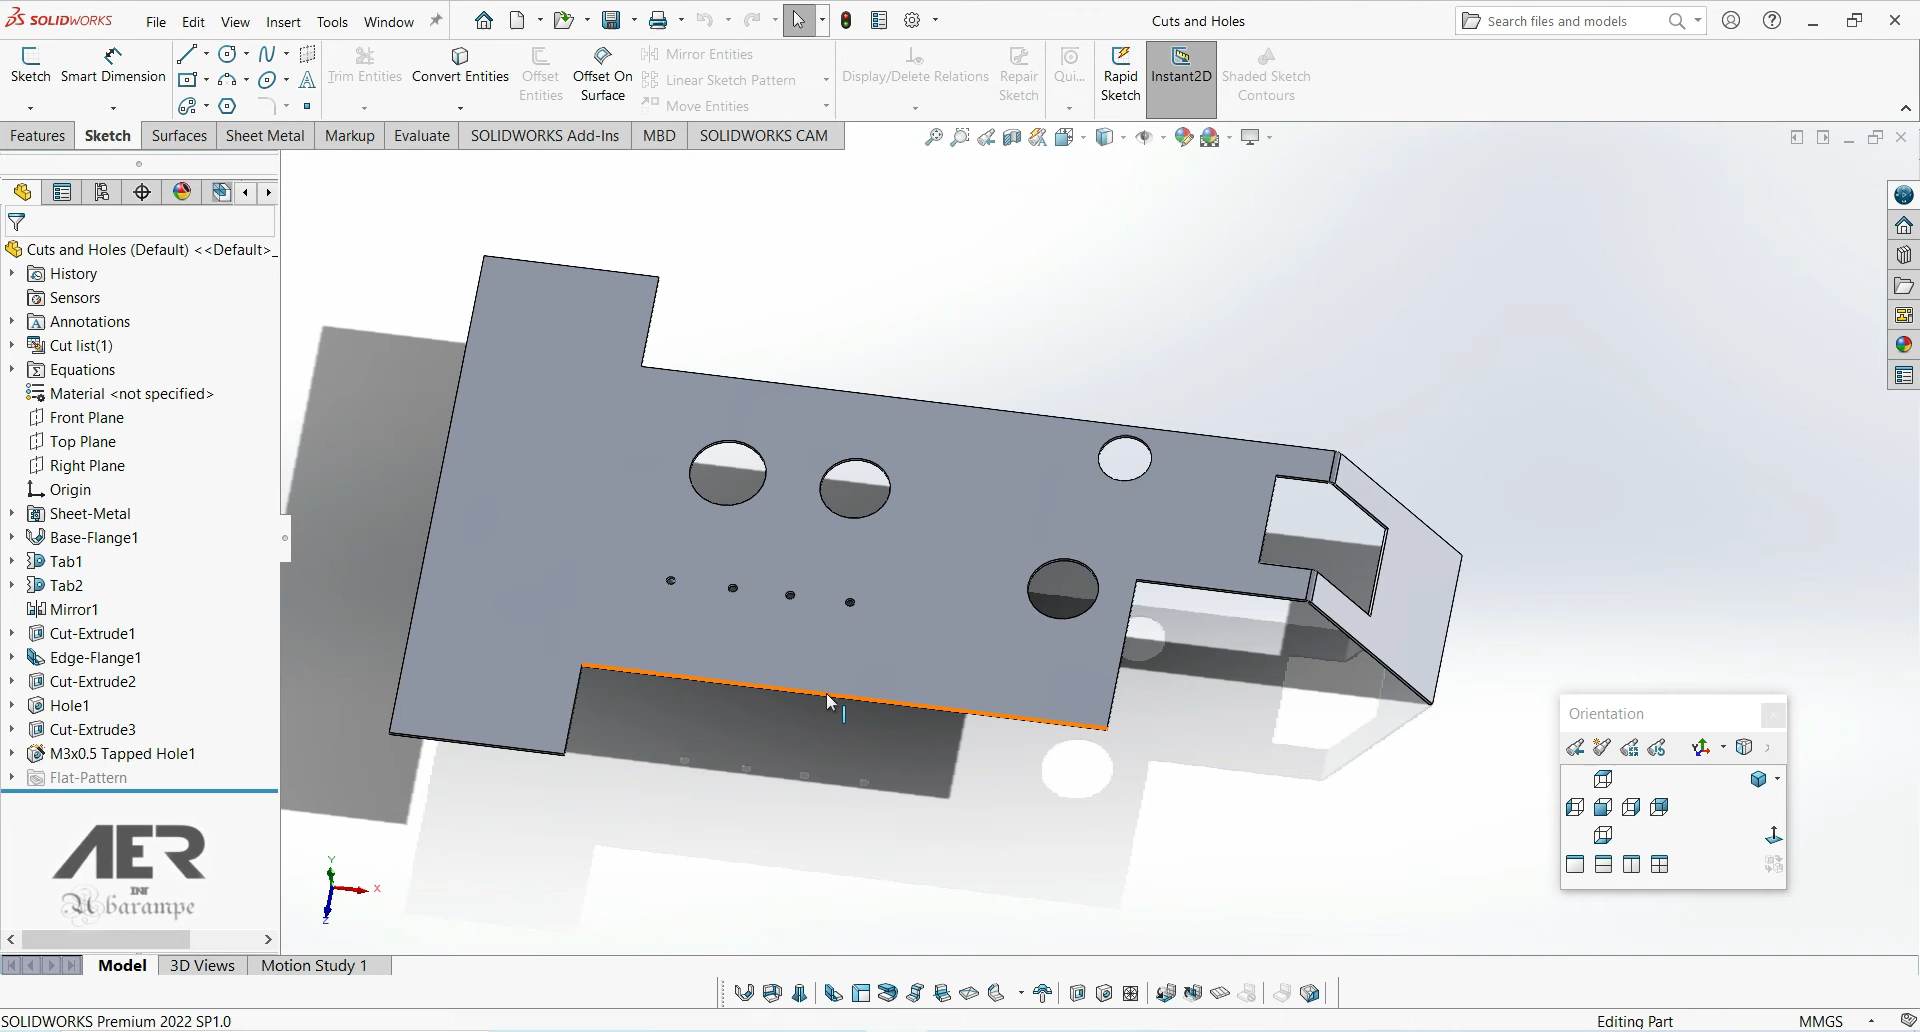 SOLIDWORKS File Edit View Insert Tools Window Cuts and Holes Search files and models
Sketch Smart Dimension Trim Entities Convert Entities Offset Entities Offset On Surface Mirror Entities Linear Sketch Pattern Move Entities Display/Delete Relations Repair Sketch Qui... Rapid Sketch Instant2D Shaded Sketch Contours
Features Sketch Surfaces Sheet Metal Markup Evaluate SOLIDWORKS Add-Ins MBD SOLIDWORKS CAM
Cuts and Holes (Default) <<Default>_
History
Sensors
Annotations
Cut list(1)
Equations
Material <not specified>
Front Plane
Top Plane
Right Plane
Origin
Sheet-Metal
Base-Flange1
Tab1
Tab2
Mirror1
Cut-Extrude1
Edge-Flange1
Cut-Extrude2
Hole1
Cut-Extrude3
M3x0.5 Tapped Hole1
Flat-Pattern
Orientation
AER
INI
Ubarampe
Y
X
Z
Model 3D Views Motion Study 1
SOLIDWORKS Premium 2022 SP1.0 Editing Part MMGS